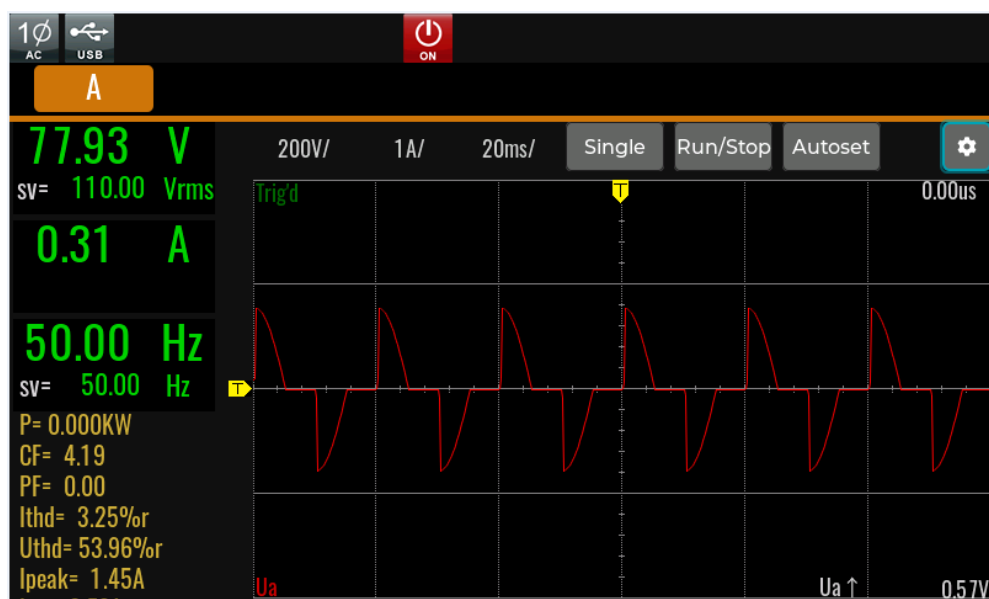 1Ø
AC
USB
ON
A
77.93 V
sv= 110.00 Vrms
0.31 A
50.00 Hz
sv= 50.00 Hz
P= 0.000KW
CF= 4.19
PF= 0.00
Ithd= 3.25%r
Uthd= 53.96%r
Ipeak= 1.45A
200V/ 1A/ 20ms/ Single Run/Stop Autoset
Trig'd T 0.00us
T
Ua Ua↑ 0.57V